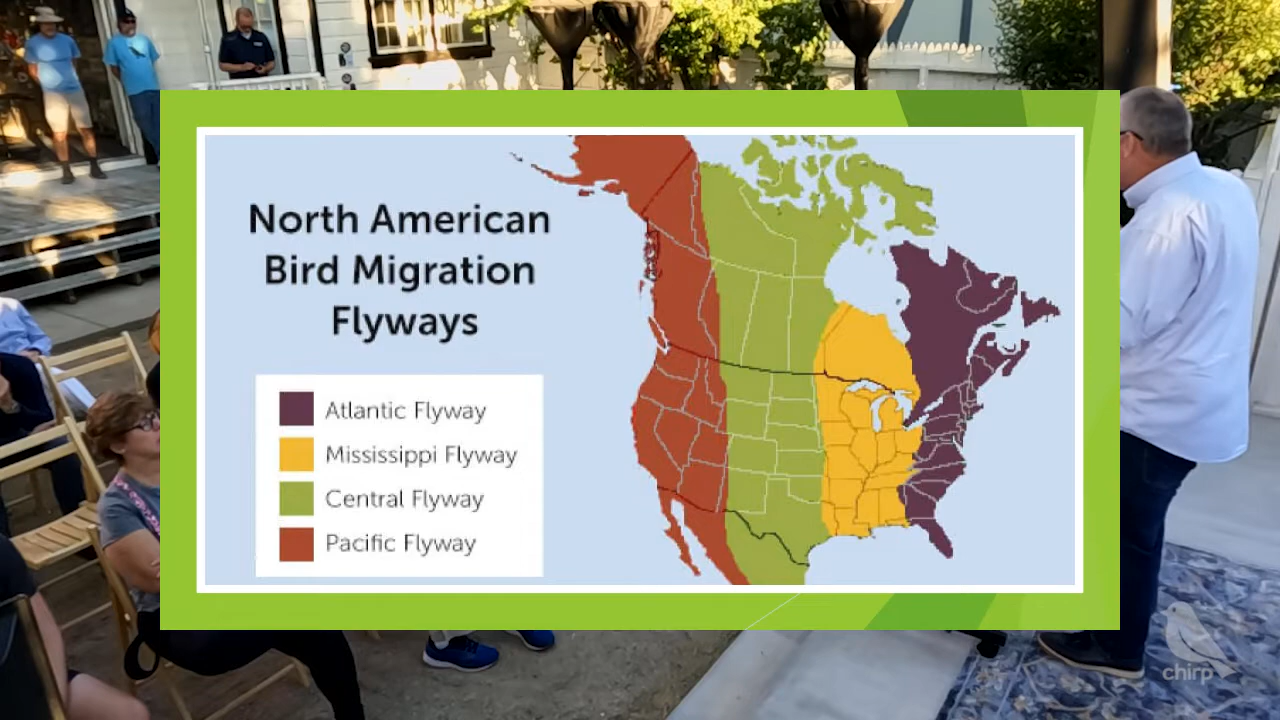 North American
Bird Migration
Flyways
Atlantic Flyway
Mississippi Flyway
Central Flyway
Pacific Flyway
chirp